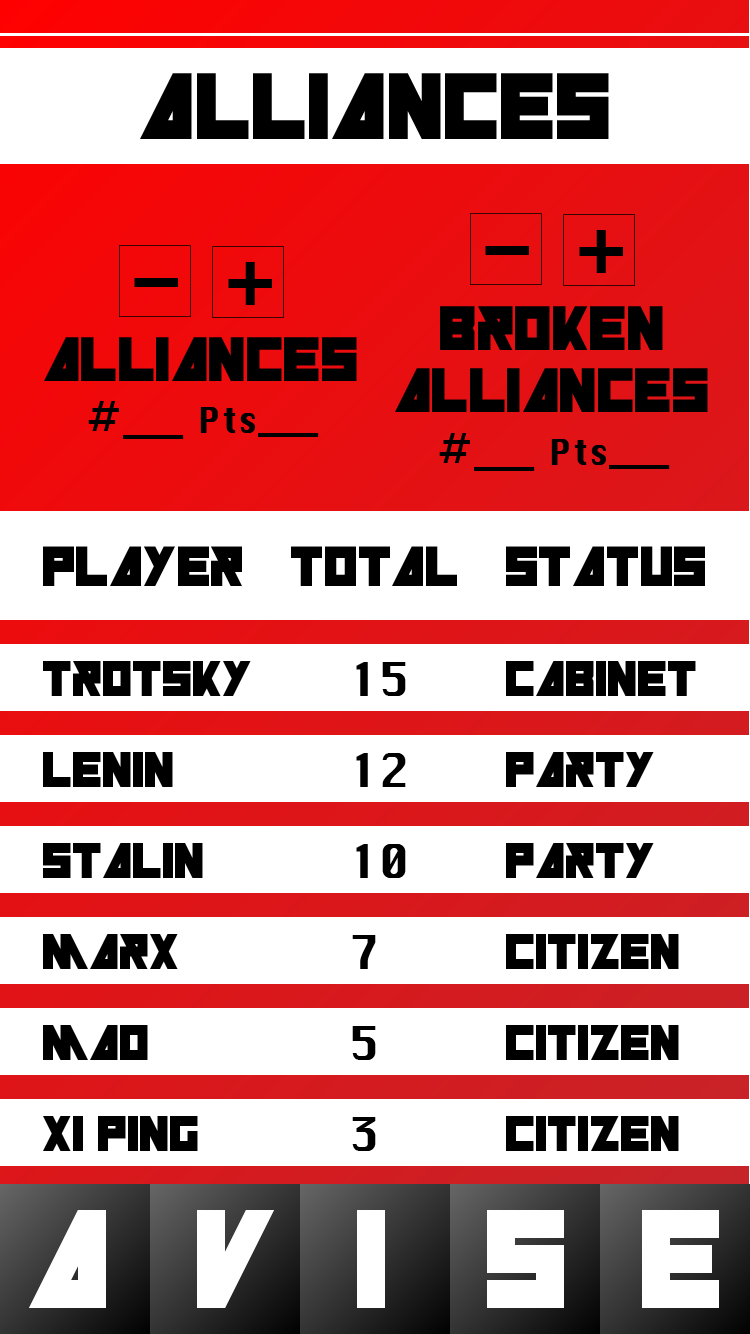 ALLIANCES
− +
ALLIANCES
#___ Pts___
− +
BROKEN
ALLIANCES
#___ Pts___
PLAYER TOTAL STATUS
TROTSKY 15 CABINET
LENIN 12 PARTY
STALIN 10 PARTY
MARX 7 CITIZEN
MAO 5 CITIZEN
XI PING 3 CITIZEN
A V I S E